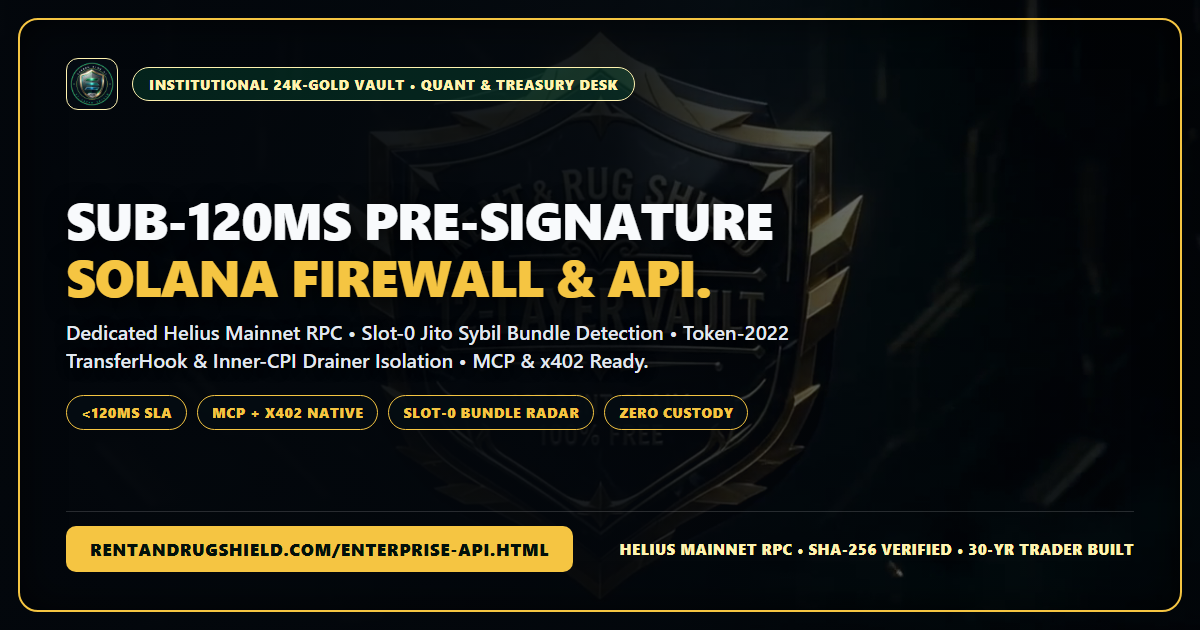 INSTITUTIONAL 24K-GOLD VAULT • QUANT & TREASURY DESK
SUB-120MS PRE-SIGNATURE
SOLANA FIREWALL & API.
Dedicated Helius Mainnet RPC • Slot-0 Jito Sybil Bundle Detection • Token-2022
TransferHook & Inner-CPI Drainer Isolation • MCP & x402 Ready.
<120MS SLA
MCP + X402 NATIVE
SLOT-0 BUNDLE RADAR
ZERO CUSTODY
100% FREE
RENTANDRUGSHIELD.COM/ENTERPRISE-API.HTML
HELIUS MAINNET RPC • SHA-256 VERIFIED • 30-YR TRADER BUILT